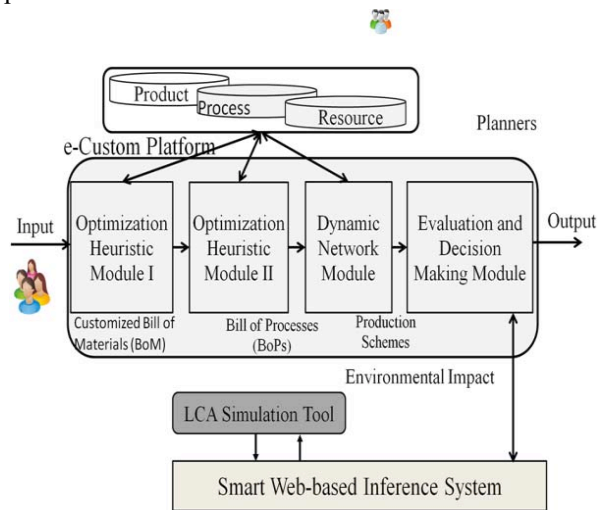 Product
Process
Resource
Planners
e-Custom Platform
Input
Optimization
Heuristic
Module I
Optimization
Heuristic
Module II
Dynamic
Network
Module
Evaluation and
Decision
Making Module
Output
Customized Bill of
Materials (BoM)
Bill of Processes
(BoPs)
Production
Schemes
Environmental Impact
LCA Simulation Tool
Smart Web-based Inference System